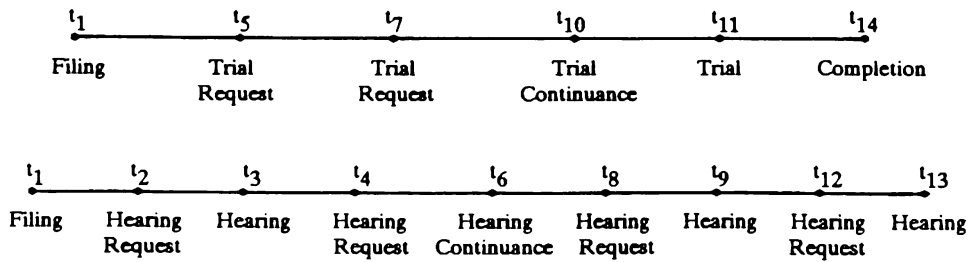 t1 t5 t7 t10 t11 t14
Filing Trial Trial Trial Trial Completion
Request Request Continuance
t1 t2 t3 t4 t6 t8 t9 t12 t13
Filing Hearing Hearing Hearing Hearing Hearing Hearing Hearing Hearing
Request Request Continuance Request Request